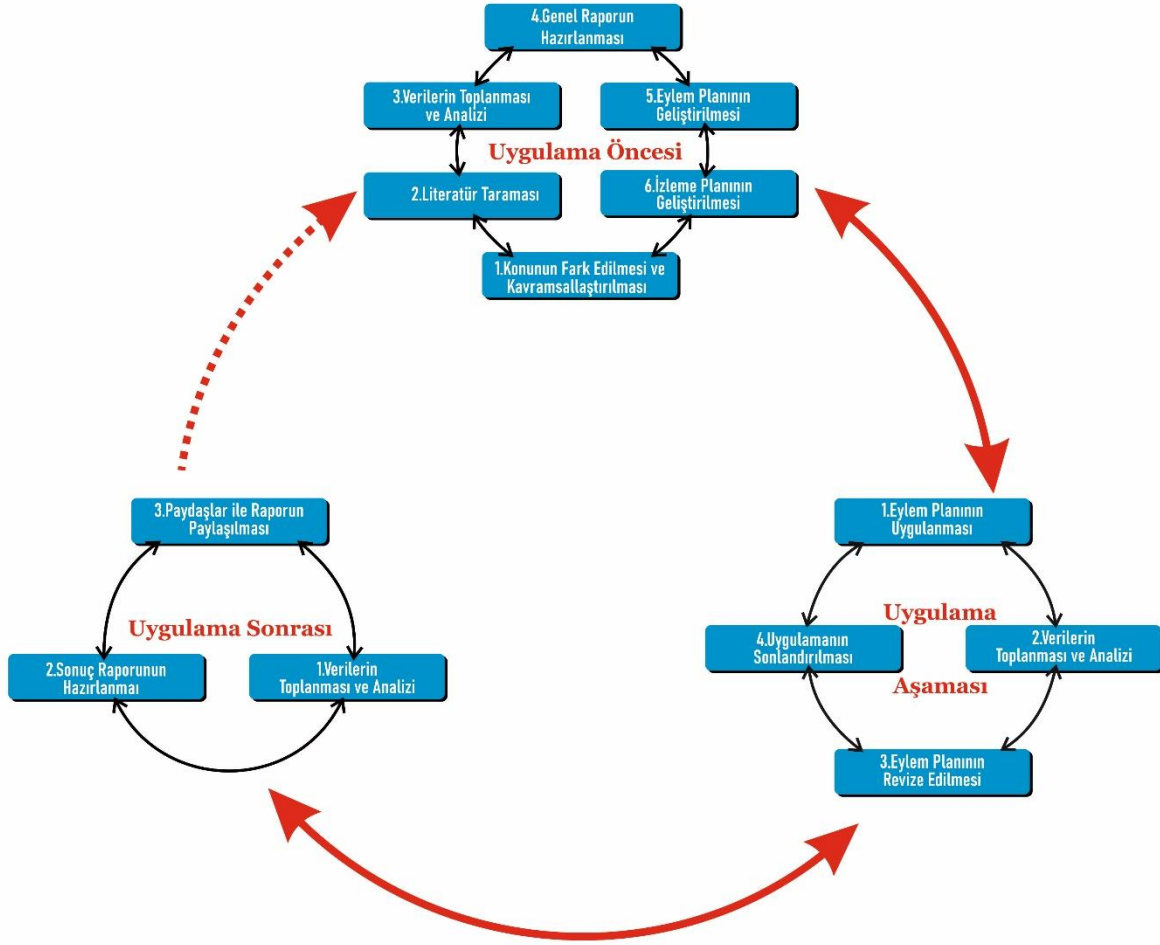 4.Genel Raporun
Hazırlanması
3.Verilerin Toplanması
ve Analizi
5.Eylem Planının
Geliştirilmesi
Uygulama Öncesi
2.Literatür Taraması
6.İzleme Planının
Geliştirilmesi
1.Konunun Fark Edilmesi ve
Kavramsallaştırılması
3.Paydaşlar ile Raporun
Paylaşılması
Uygulama Sonrası
2.Sonuç Raporunun
Hazırlanmaı
1.Verilerin
Toplanması ve Analizi
1.Eylem Planının
Uygulanması
Uygulama
4.Uygulamanın
Sonlandırılması
2.Verilerin
Toplanması ve Analizi
Aşaması
3.Eylem Planının
Revize Edilmesi